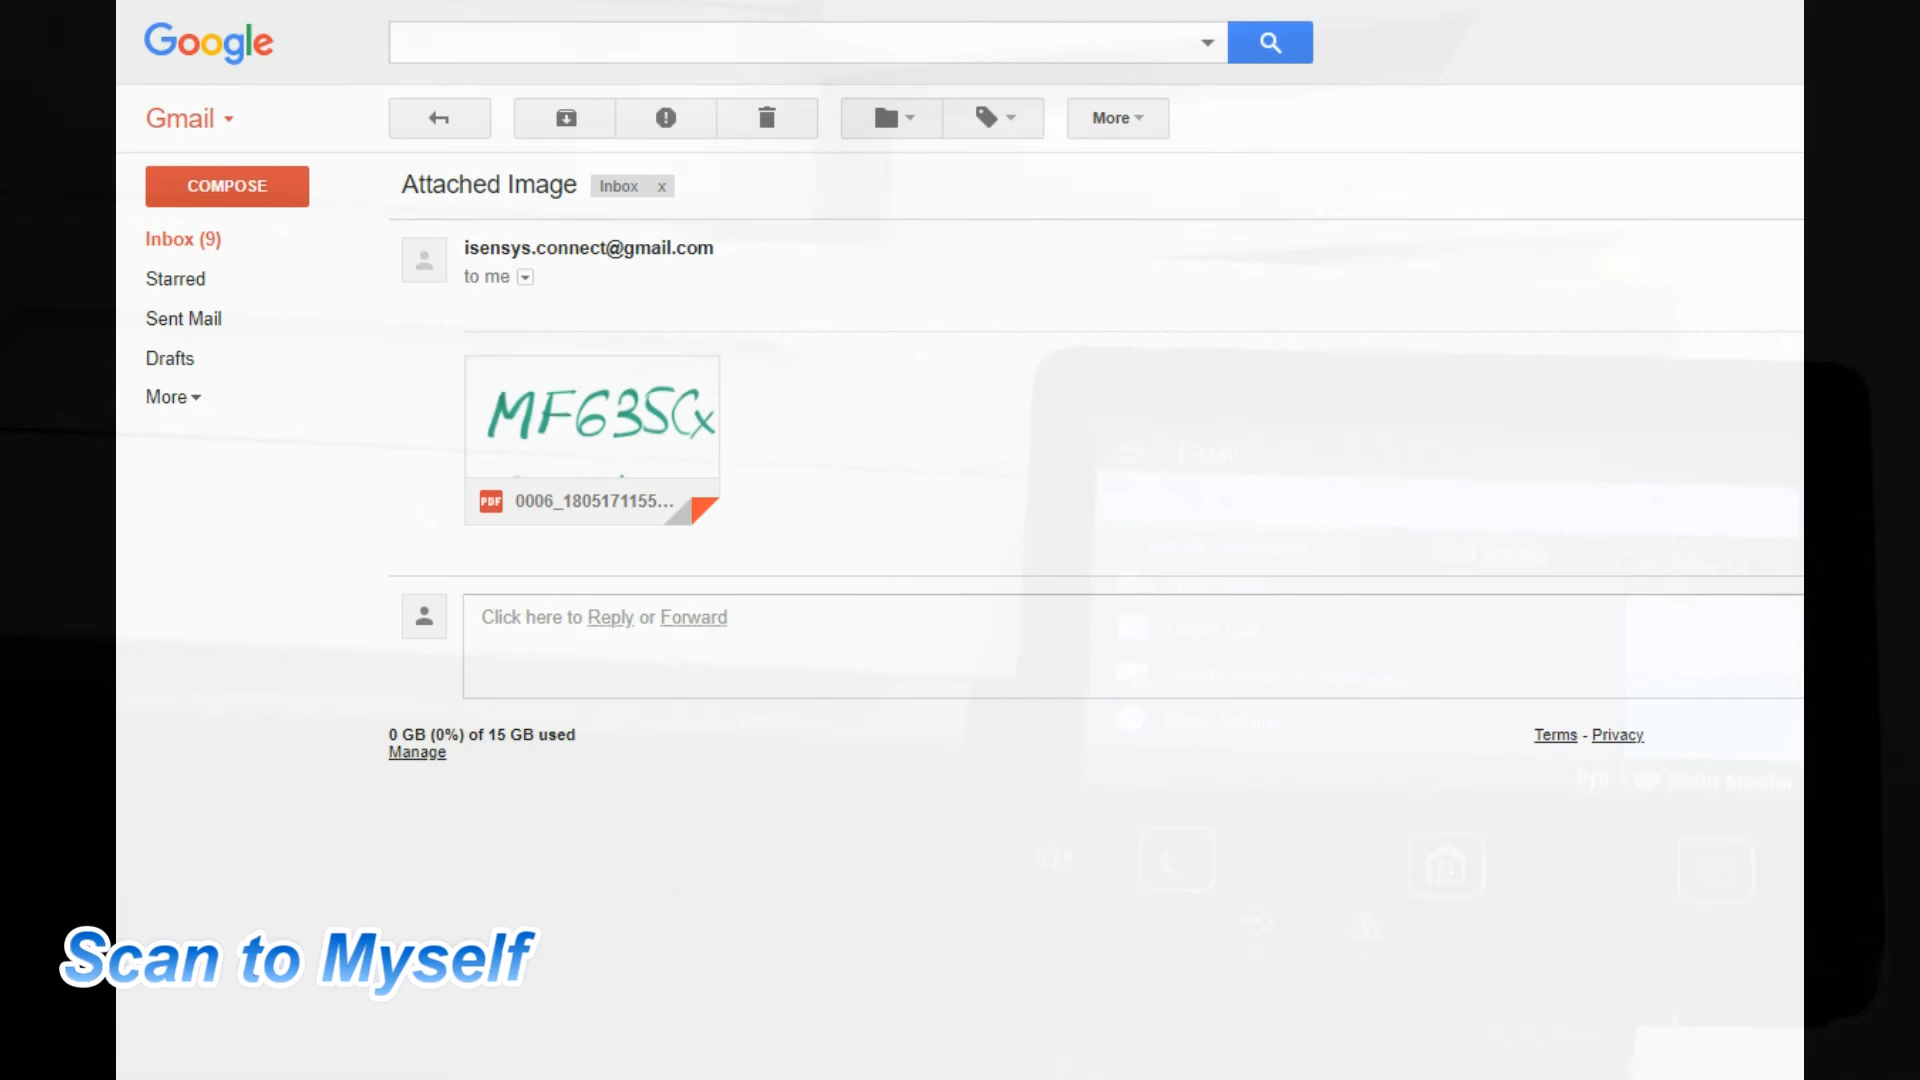 Google
Gmail
More
COMPOSE
Attached Image
Inbox x
Inbox (9)
Starred
Sent Mail
Drafts
More
isensys.connect@gmail.com
to me
MF635Cx
PDF 0006_1805171155...
Click here to Reply or Forward
0 GB (0%) of 15 GB used
Manage
Terms - Privacy
Status Monitor
Scan to Myself